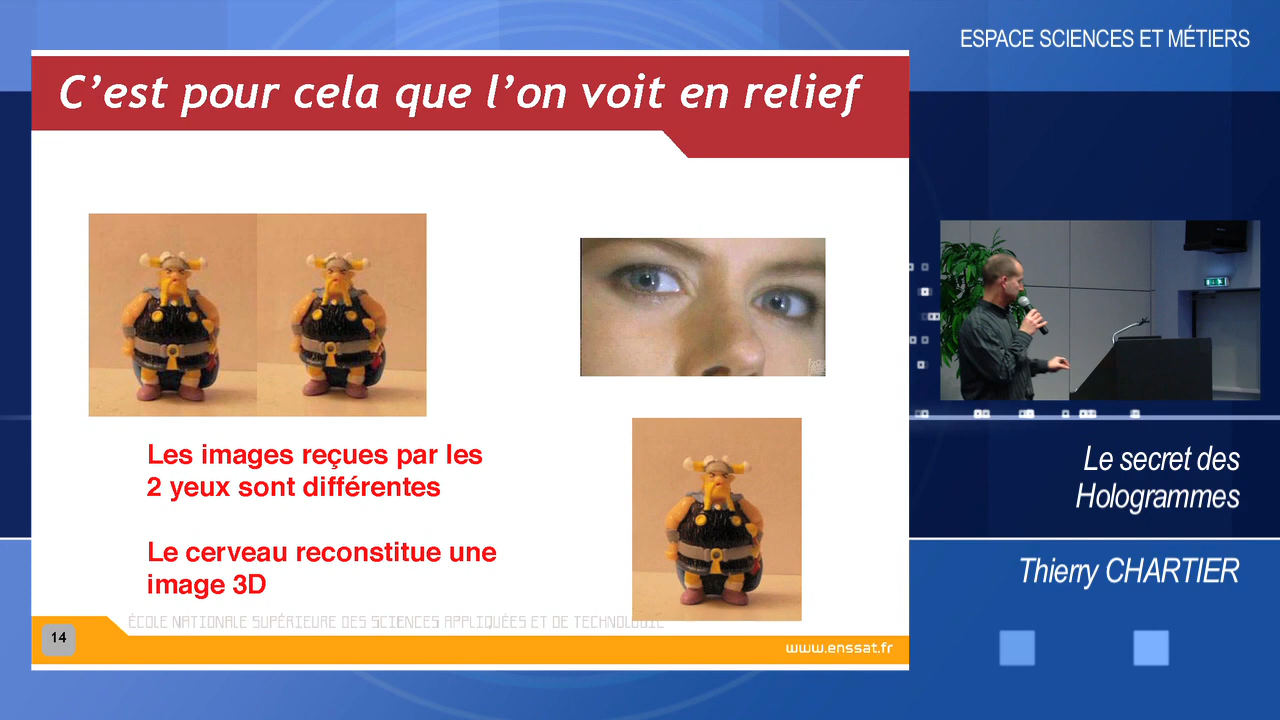 ESPACE SCIENCES ET MÉTIERS
C'est pour cela que l'on voit en relief
Les images reçues par les
2 yeux sont différentes
Le cerveau reconstitue une
image 3D
ÉCOLE NATIONALE SUPÉRIEURE DES SCIENCES APPLIQUÉES ET DE TECHNOLOGIE
14
www.enssat.fr
Le secret des
Hologrammes
Thierry CHARTIER